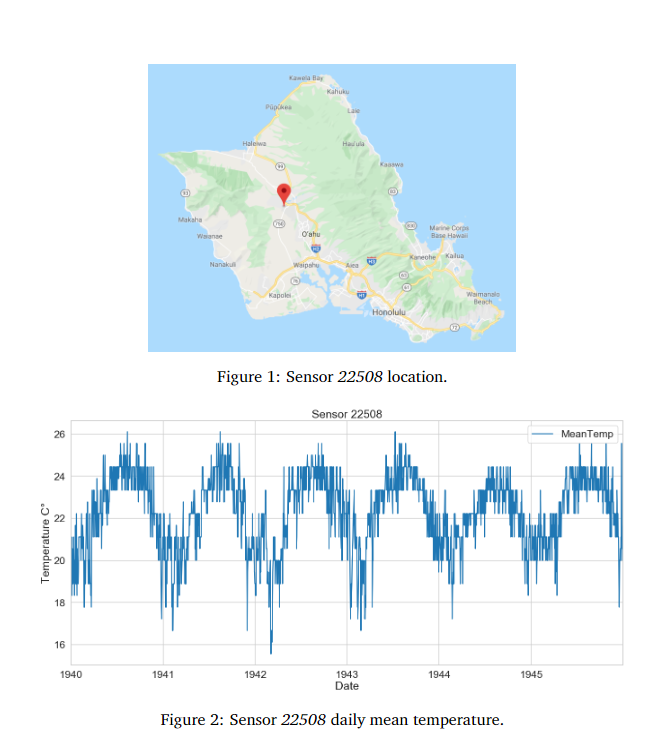 Kawela Bay
Kahuku
Pūpūkea
Laie
Haleiwa
Hau'ula
Kaaawa
Makaha
Waianae
O'ahu
Marine Corps
Base Hawaii
Nanakuli
Waipahu
Aiea
Kaneohe
Kailua
Kapolei
Waimanalo
Beach
Honolulu
Figure 1: Sensor 22508 location.
Sensor 22508
MeanTemp
26
24
22
20
18
16
Temperature C°
1940 1941 1942 1943 1944 1945
Date
Figure 2: Sensor 22508 daily mean temperature.